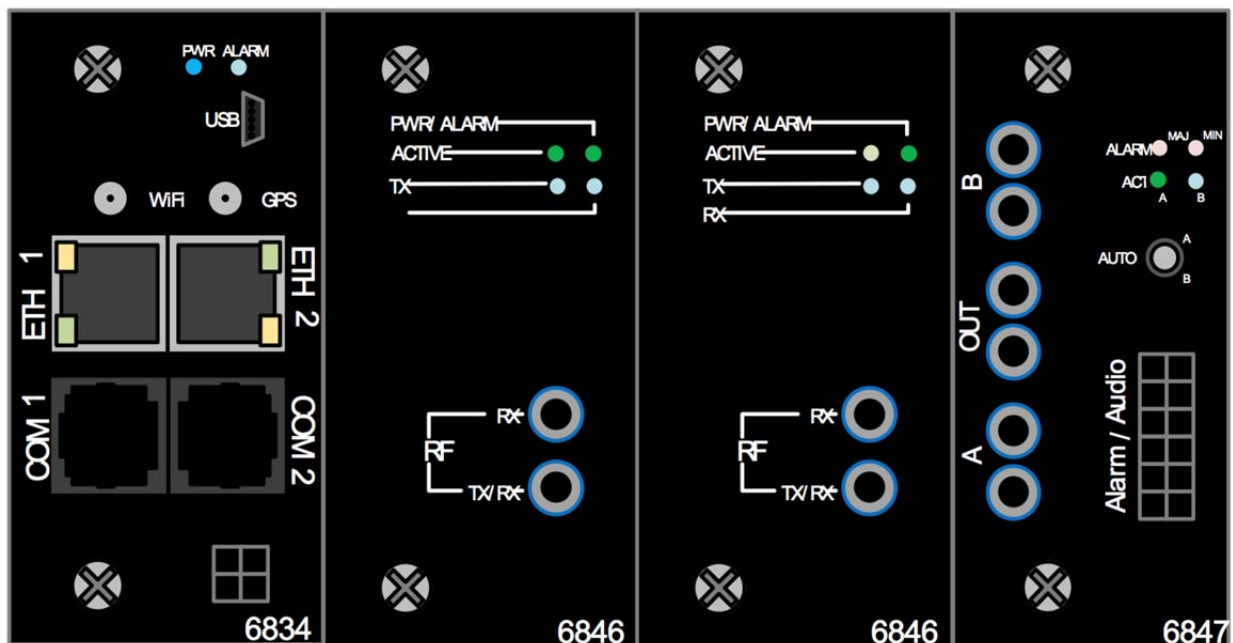 PWR ALARM
USB
WiFi GPS
ETH 1
ETH 2
COM 1
COM 2
6834
PWR/ ALARM
ACTIVE
TX
RX
RF
TX/ RX
6846
PWR/ ALARM
ACTIVE
TX
RX
RX
RF
TX/ RX
6846
B
OUT
A
MAJ MIN
ALARM
AC1
A B
A
AUTO
B
Alarm / Audio
6847